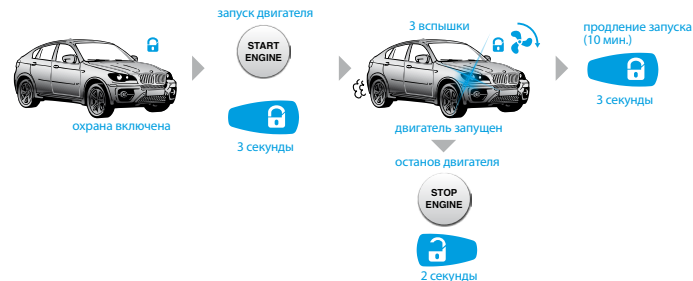 запуск двигателя
START
ENGINE
3 секунды
охрана включена
3 вспышки
двигатель запущен
продление запуска
(10 мин.)
3 секунды
останов двигателя
STOP
ENGINE
2 секунды